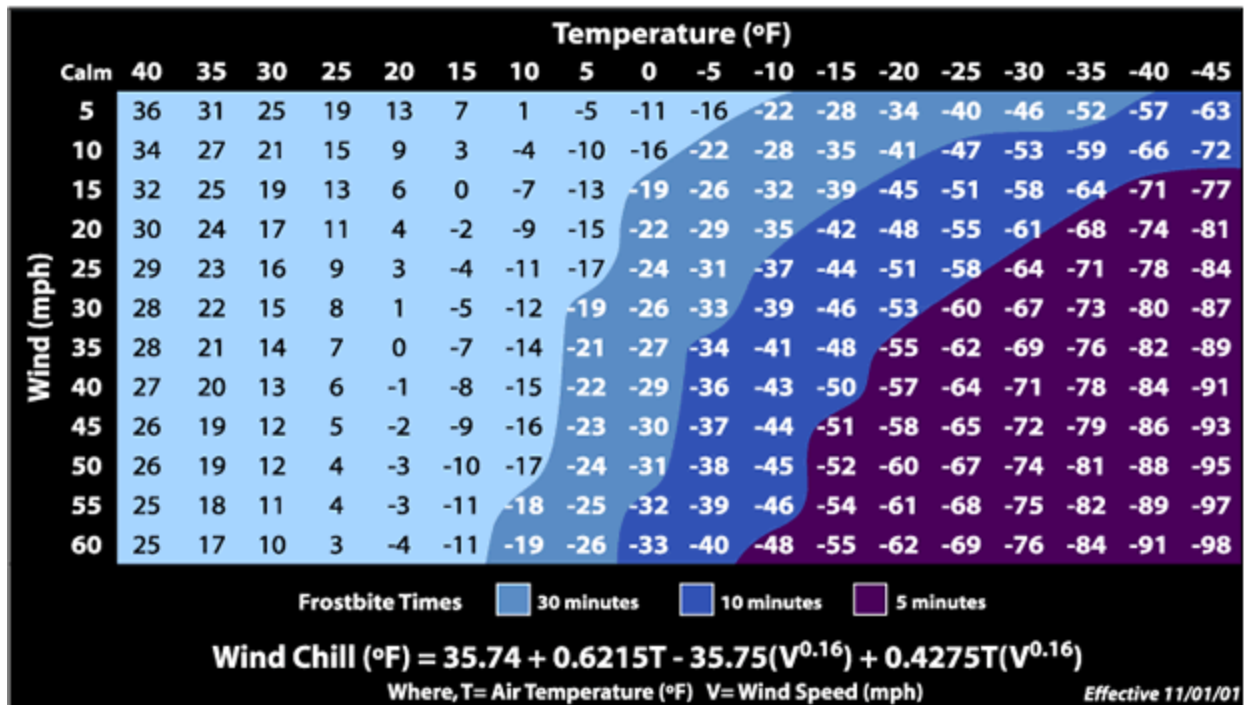 Temperature (ºF)
Calm 40 35 30 25 20 15 10 5 0 -5 -10 -15 -20 -25 -30 -35 -40 -45
Wind (mph)
5 36 31 25 19 13 7 1 -5 -11 -16 -22 -28 -34 -40 -46 -52 -57 -63
10 34 27 21 15 9 3 -4 -10 -16 -22 -28 -35 -41 -47 -53 -59 -66 -72
15 32 25 19 13 6 0 -7 -13 -19 -26 -32 -39 -45 -51 -58 -64 -71 -77
20 30 24 17 11 4 -2 -9 -15 -22 -29 -35 -42 -48 -55 -61 -68 -74 -81
25 29 23 16 9 3 -4 -11 -17 -24 -31 -37 -44 -51 -58 -64 -71 -78 -84
30 28 22 15 8 1 -5 -12 -19 -26 -33 -39 -46 -53 -60 -67 -73 -80 -87
35 28 21 14 7 0 -7 -14 -21 -27 -34 -41 -48 -55 -62 -69 -76 -82 -89
40 27 20 13 6 -1 -8 -15 -22 -29 -36 -43 -50 -57 -64 -71 -78 -84 -91
45 26 19 12 5 -2 -9 -16 -23 -30 -37 -44 -51 -58 -65 -72 -79 -86 -93
50 26 19 12 4 -3 -10 -17 -24 -31 -38 -45 -52 -60 -67 -74 -81 -88 -95
55 25 18 11 4 -3 -11 -18 -25 -32 -39 -46 -54 -61 -68 -75 -82 -89 -97
60 25 17 10 3 -4 -11 -19 -26 -33 -40 -48 -55 -62 -69 -76 -84 -91 -98
Frostbite Times 30 minutes 10 minutes 5 minutes
Wind Chill (ºF) = 35.74 + 0.6215T - 35.75(V^0.16) + 0.4275T(V^0.16)
Where, T= Air Temperature (ºF) V= Wind Speed (mph) Effective 11/01/01